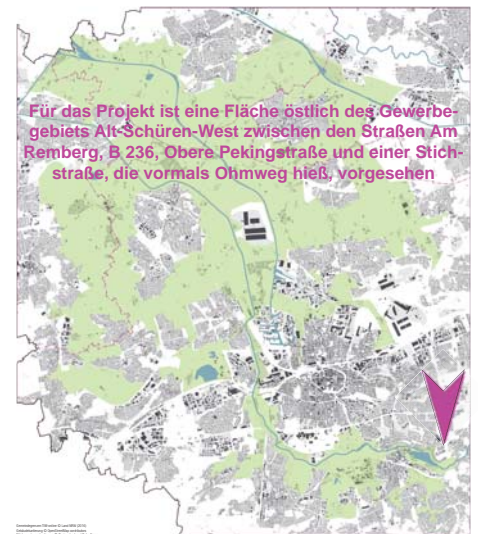 Für das Projekt ist eine Fläche östlich des Gewerbe-
gebiets Alt-Schüren-West zwischen den Straßen Am
Remberg, B 236, Obere Pekingstraße und einer Stich-
straße, die vormals Ohmweg hieß, vorgesehen